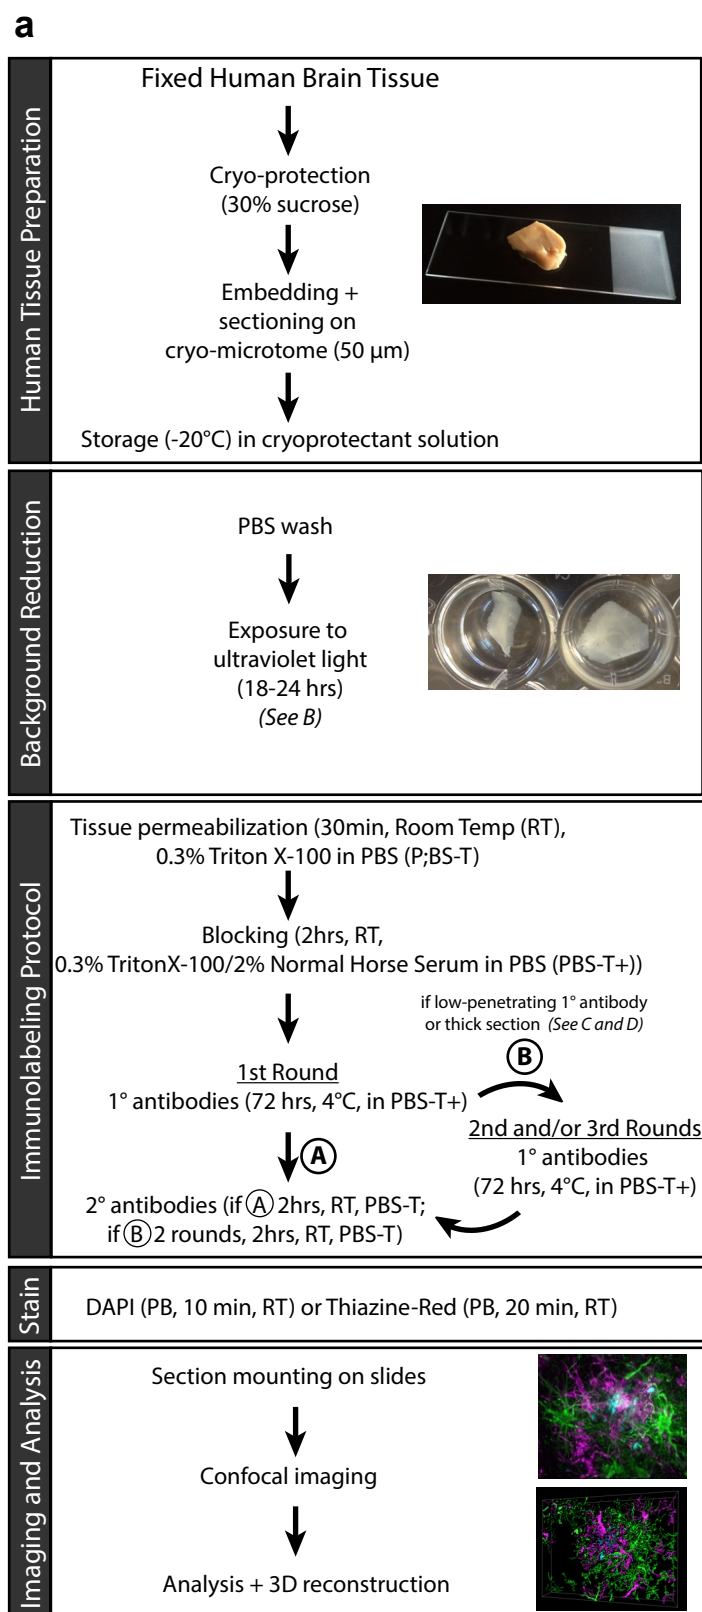 a
Human Tissue Preparation
Fixed Human Brain Tissue
Cryo-protection
(30% sucrose)
Embedding +
sectioning on
cryo-microtome (50 µm)
Storage (-20°C) in cryoprotectant solution
Background Reduction
PBS wash
Exposure to
ultraviolet light
(18-24 hrs)
(See B)
Immunolabeling Protocol
Tissue permeabilization (30min, Room Temp (RT),
0.3% Triton X-100 in PBS (P;BS-T)
Blocking (2hrs, RT,
0.3% TritonX-100/2% Normal Horse Serum in PBS (PBS-T+))
if low-penetrating 1° antibody
or thick section (See C and D)
B
1st Round
1° antibodies (72 hrs, 4°C, in PBS-T+)
A
2nd and/or 3rd Rounds
1° antibodies
(72 hrs, 4°C, in PBS-T+)
2° antibodies (if A 2hrs, RT, PBS-T;
if B 2 rounds, 2hrs, RT, PBS-T)
Stain
DAPI (PB, 10 min, RT) or Thiazine-Red (PB, 20 min, RT)
Imaging and Analysis
Section mounting on slides
Confocal imaging
Analysis + 3D reconstruction